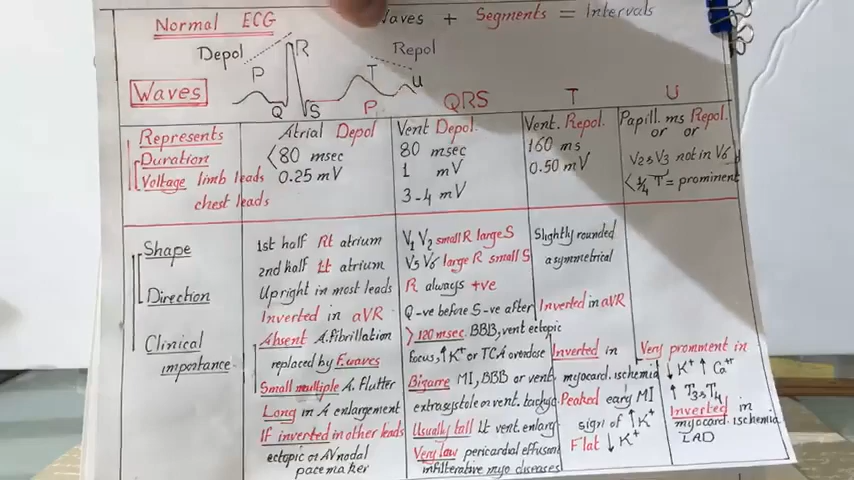 Normal ECG
Waves + Segments = Intervals
Depol
Repol
R
P
T
U
Q
S
Waves
P
QRS
T
U
Represents
Duration
Voltage limb leads
chest leads
Atrial Depol
<80 msec
0.25 mV
Vent Depol.
80 msec
1 mV
3-4 mV
Vent. Repol.
160 ms
0.50 mV
Papill. ms Repol.
or or
V2 & V3 not in V6
<1/4 T = prominent
Shape
Direction
Clinical
importance
1st half Rt atrium
2nd half Lt atrium
Upright in most leads
Inverted in aVR
Absent A.fibrillation
replaced by F.waves
Small multiple A. Flutter
Long in A enlargement
If inverted in other leads
ectopic or AV nodal
pacemaker
V1 V2 small R large S
V5 V6 large R small S
R always +ve
Q -ve before S -ve after
>120 msec BBB, vent ectopic
focus, ↑K+ or TCA overdose
Bizarre MI, BBB or vent.
extrasystole or vent. tachyc.
Usually tall Lt vent enlarg
Very low pericardial effusion
infilterative myo diseases
Slightly rounded
asymmetrical
Inverted in aVR
Inverted in
myocard. ischemia
Peaked early MI
sign of ↑K+
Flat ↓K+
Very promment in
↓K+ ↑Ca++
↑ T3 & T4
Inverted in
myocard. ischemia
LAD